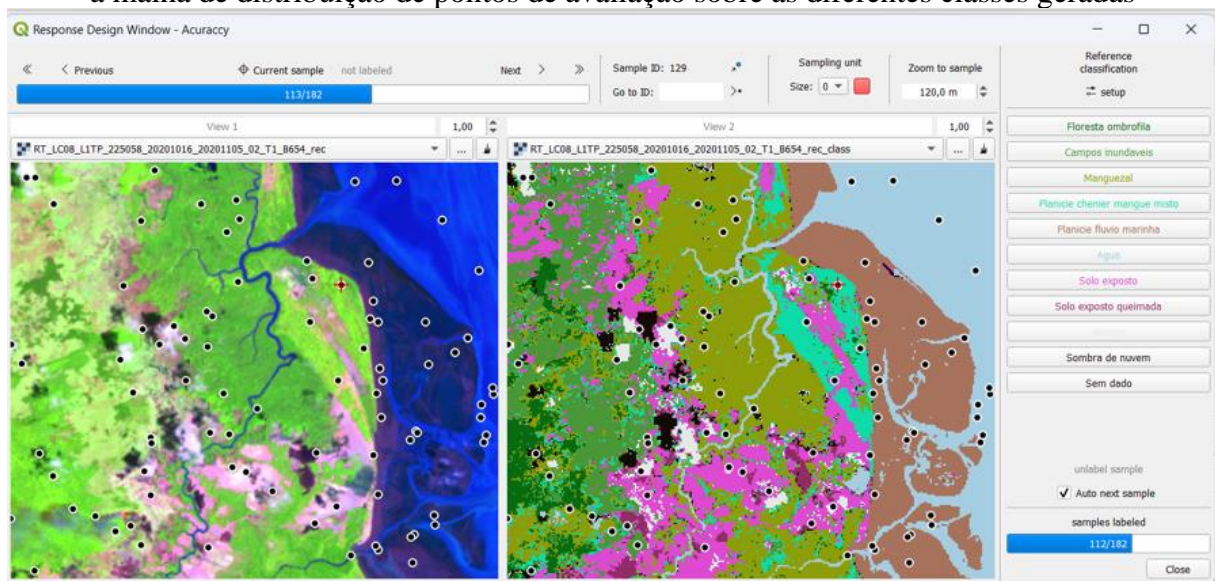 a malha de distribuição de pontos de avaliação sobre as diferentes classes geradas
Response Design Window - Acuraccy
Previous
Current sample not labeled
Next
113/182
Sample ID: 129
Go to ID:
Sampling unit
Size: 0
Zoom to sample
120,0 m
Reference
classification
setup
View 1 1,00
RT_LC08_L1TP_225058_20201016_20201105_02_T1_B654_rec ...
View 2 1,00
RT_LC08_L1TP_225058_20201016_20201105_02_T1_B654_rec_class ...
Floresta ombrofila
Campos inundaveis
Manguezal
Planicie chenier mangue misto
Planicie fluvio marinha
Agua
Solo exposto
Solo exposto queimada
Sombra de nuvem
Sem dado
unlabel sample
Auto next sample
samples labeled
112/182
Close